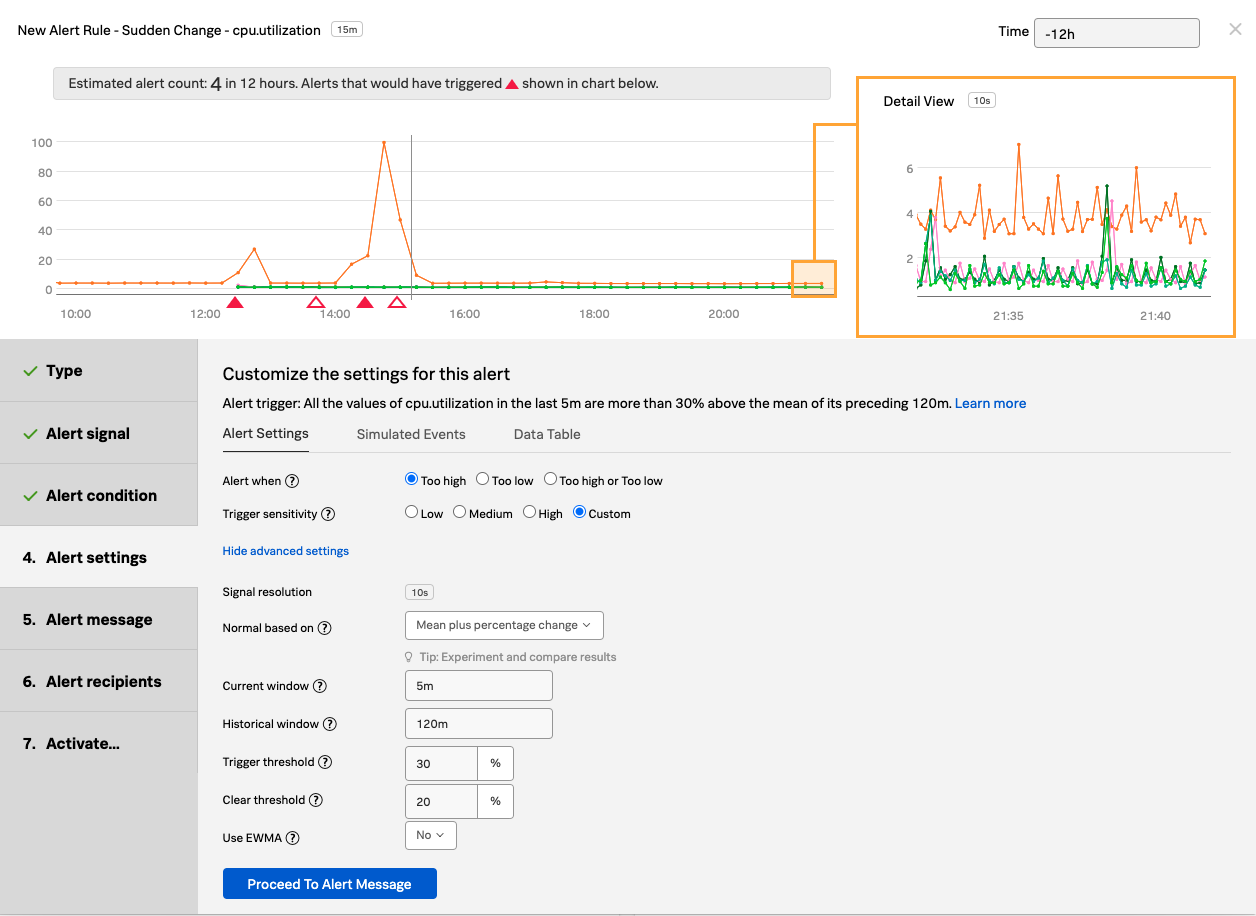 New Alert Rule - Sudden Change - cpu.utilization 15m
Time -12h
Estimated alert count: 4 in 12 hours. Alerts that would have triggered shown in chart below.
Detail View 10s
100
80
60
40
20
0
10:00 12:00 14:00 16:00 18:00 20:00
6
4
2
21:35 21:40
Type
Alert signal
Alert condition
4. Alert settings
5. Alert message
6. Alert recipients
7. Activate...
Customize the settings for this alert
Alert trigger: All the values of cpu.utilization in the last 5m are more than 30% above the mean of its preceding 120m. Learn more
Alert Settings Simulated Events Data Table
Alert when ? Too high Too low Too high or Too low
Trigger sensitivity ? Low Medium High Custom
Hide advanced settings
Signal resolution 10s
Normal based on ? Mean plus percentage change
Tip: Experiment and compare results
Current window ? 5m
Historical window ? 120m
Trigger threshold ? 30 %
Clear threshold ? 20 %
Use EWMA ? No
Proceed To Alert Message